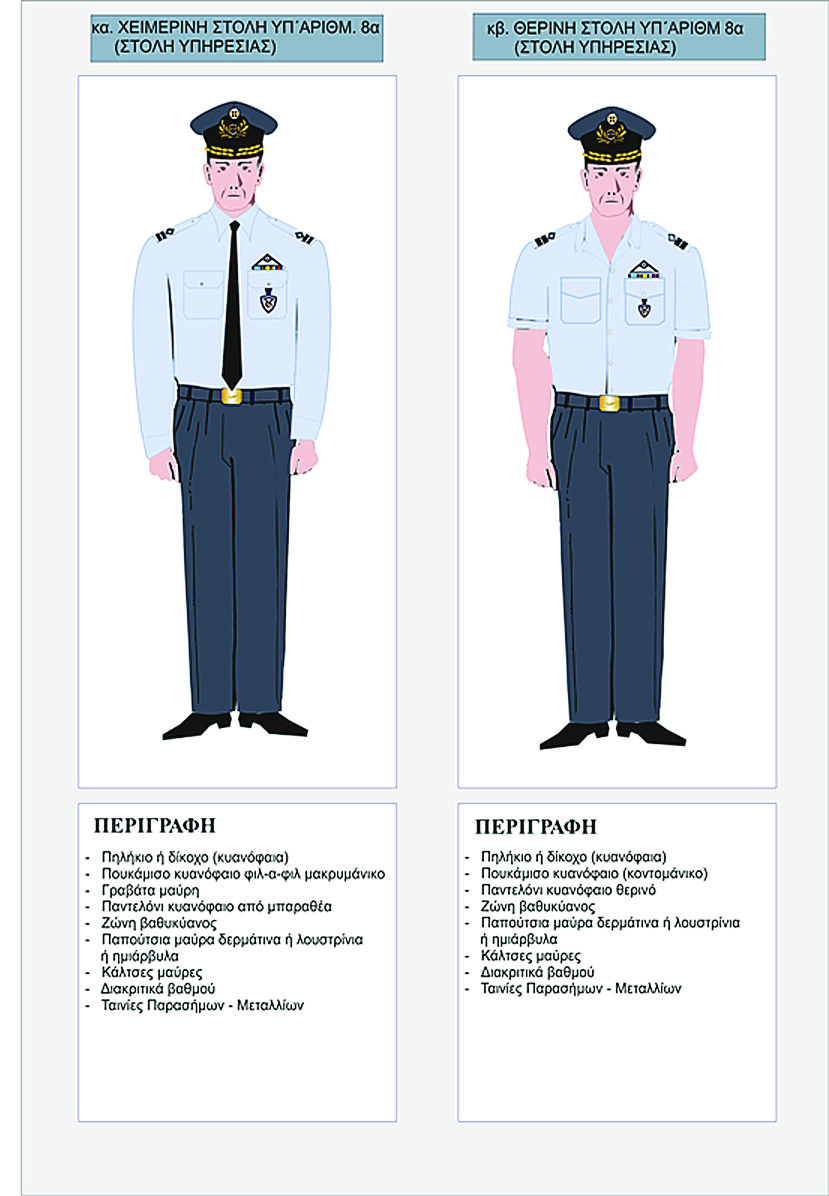 κα. ΧΕΙΜΕΡΙΝΗ ΣΤΟΛΗ ΥΠ΄ΑΡΙΘΜ. 8α
(ΣΤΟΛΗ ΥΠΗΡΕΣΙΑΣ)
κβ. ΘΕΡΙΝΗ ΣΤΟΛΗ ΥΠ΄ΑΡΙΘΜ 8α
(ΣΤΟΛΗ ΥΠΗΡΕΣΙΑΣ)
ΠΕΡΙΓΡΑΦΗ
- Πηλήκιο ή δίκοχο (κυανόφαια)
- Πουκάμισο κυανόφαιο φιλ-α-φιλ μακρυμάνικο
- Γραβάτα μαύρη
- Παντελόνι κυανόφαιο από μπαραθέα
- Ζώνη βαθυκύανος
- Παπούτσια μαύρα δερμάτινα ή λουστρίνια
ή ημιάρβυλα
- Κάλτσες μαύρες
- Διακριτικά βαθμού
- Ταινίες Παρασήμων - Μεταλλίων
ΠΕΡΙΓΡΑΦΗ
- Πηλήκιο ή δίκοχο (κυανόφαια)
- Πουκάμισο κυανόφαιο (κοντομάνικο)
- Παντελόνι κυανόφαιο θερινό
- Ζώνη βαθυκύανος
- Παπούτσια μαύρα δερμάτινα ή λουστρίνια
ή ημιάρβυλα
- Κάλτσες μαύρες
- Διακριτικά βαθμού
- Ταινίες Παρασήμων - Μεταλλίων